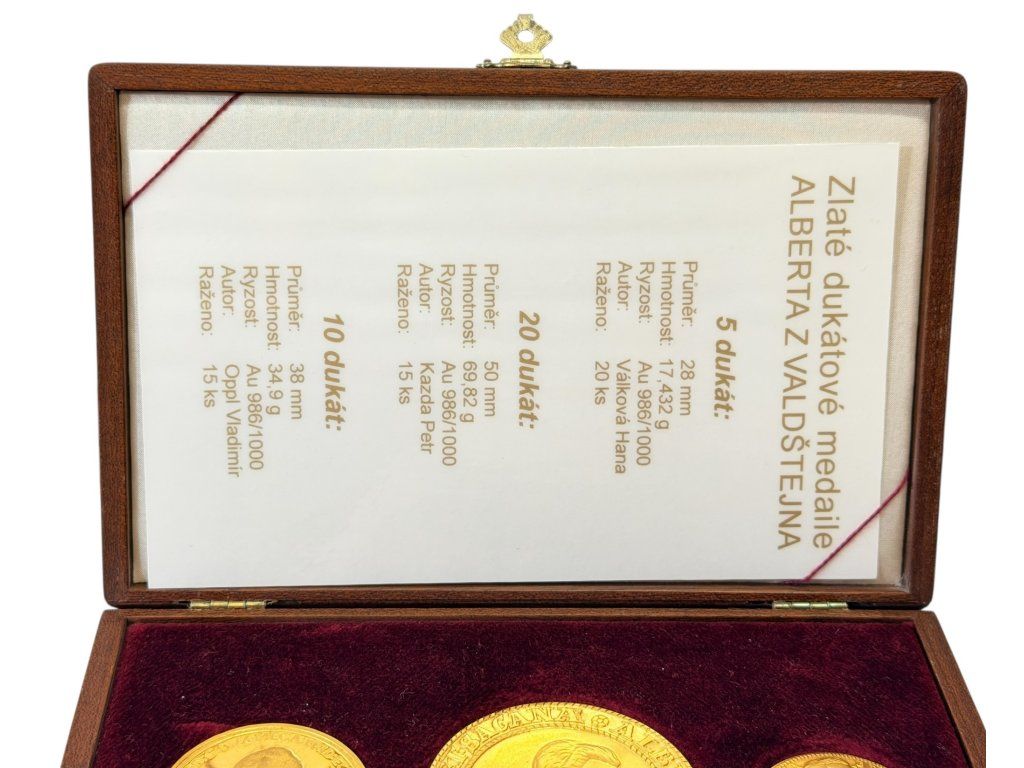 Zlaté dukátové medaile
ALBERTA Z VALDŠTEJNA
5 dukát:
Průměr: 28 mm
Hmotnost: 17,432 g
Ryzost: Au 986/1000
Autor: Válková Hana
Raženo: 20 ks
20 dukát:
Průměr: 50 mm
Hmotnost: 69,82 g
Ryzost: Au 986/1000
Autor: Kazda Petr
Raženo: 15 ks
10 dukát:
Průměr: 38 mm
Hmotnost: 34,9 g
Ryzost: Au 986/1000
Autor: Oppl Vladimír
Raženo: 15 ks